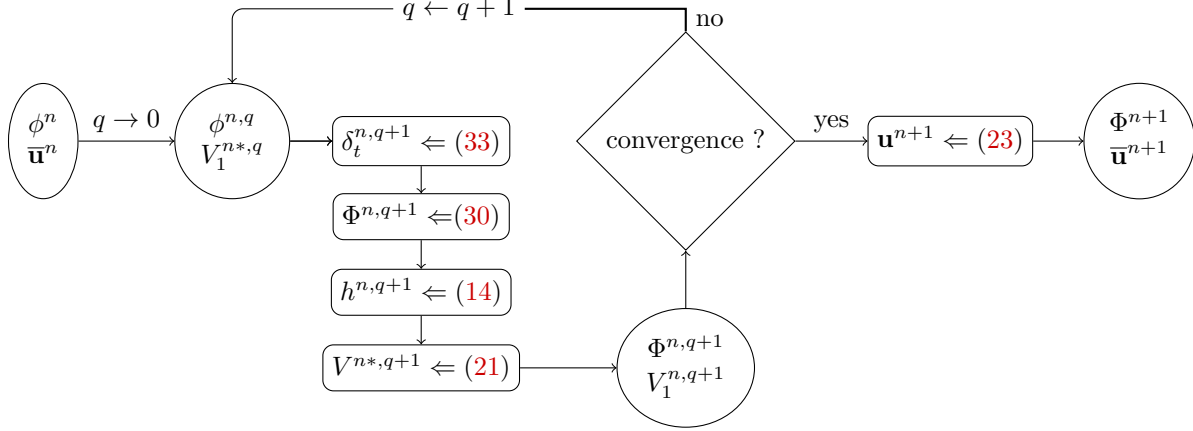 q ← q + 1
no
ϕ^n
u̅^n
q → 0
ϕ^{n,q}
V_1^{n*,q}
δ_t^{n,q+1} ⇐ (33)
Φ^{n,q+1} ⇐(30)
h^{n,q+1} ⇐ (14)
V^{n*,q+1} ⇐ (21)
Φ^{n,q+1}
V_1^{n,q+1}
convergence ?
yes
u^{n+1} ⇐ (23)
Φ^{n+1}
u̅^{n+1}